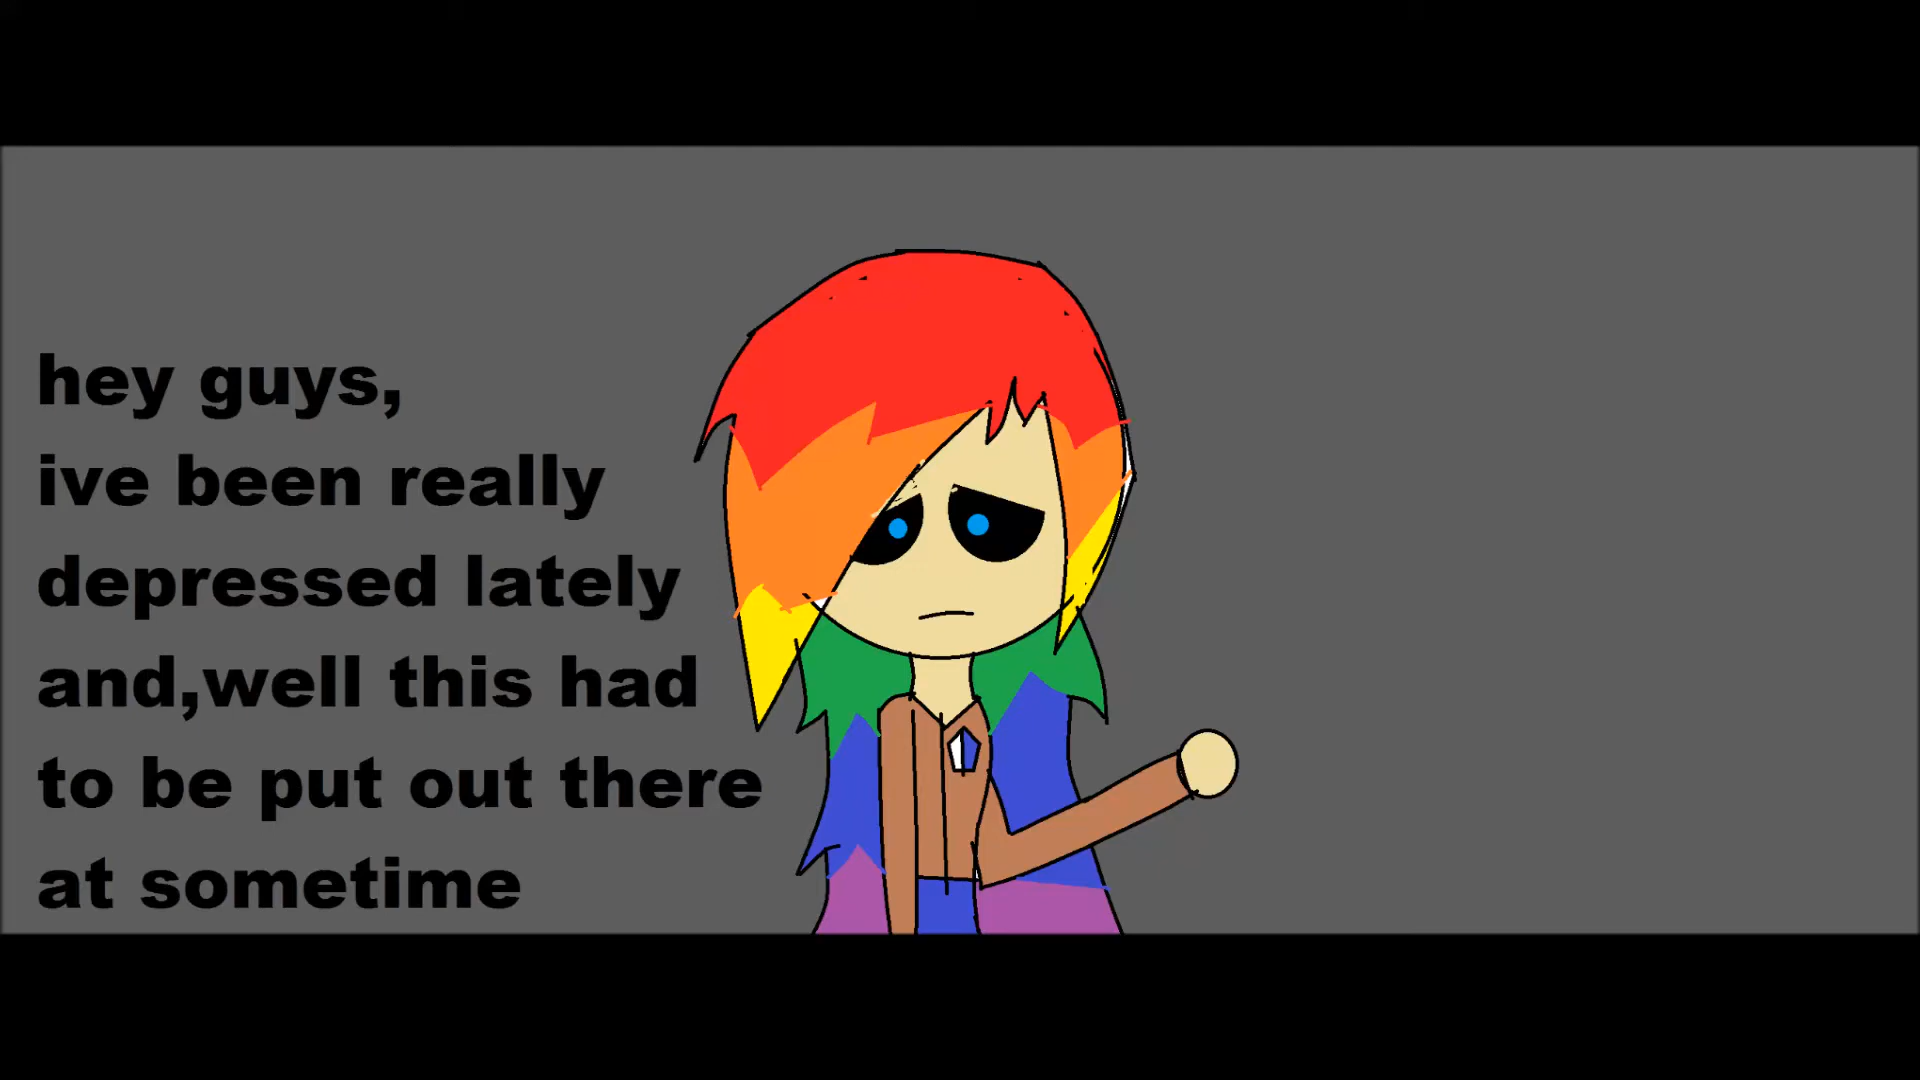 hey guys,
ive been really
depressed lately
and,well this had
to be put out there
at sometime